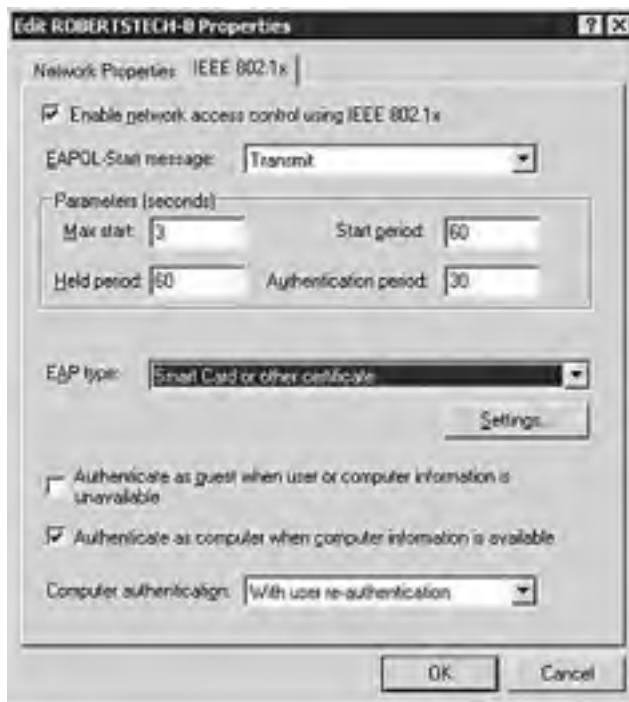 Edit ROBERTSTECH-8 Properties
Network Properties IEEE 802.1x
Enable network access control using IEEE 802.1x
EAPOL-Start message: Transmit
Parameters (seconds)
Max start: 3 Start period: 60
Held period: 60 Authentication period: 30
EAP type: Smart Card or other certificate
Settings...
Authenticate as guest when user or computer information is
unavailable
Authenticate as computer when computer information is available
Computer authentication: With user re-authentication
OK Cancel